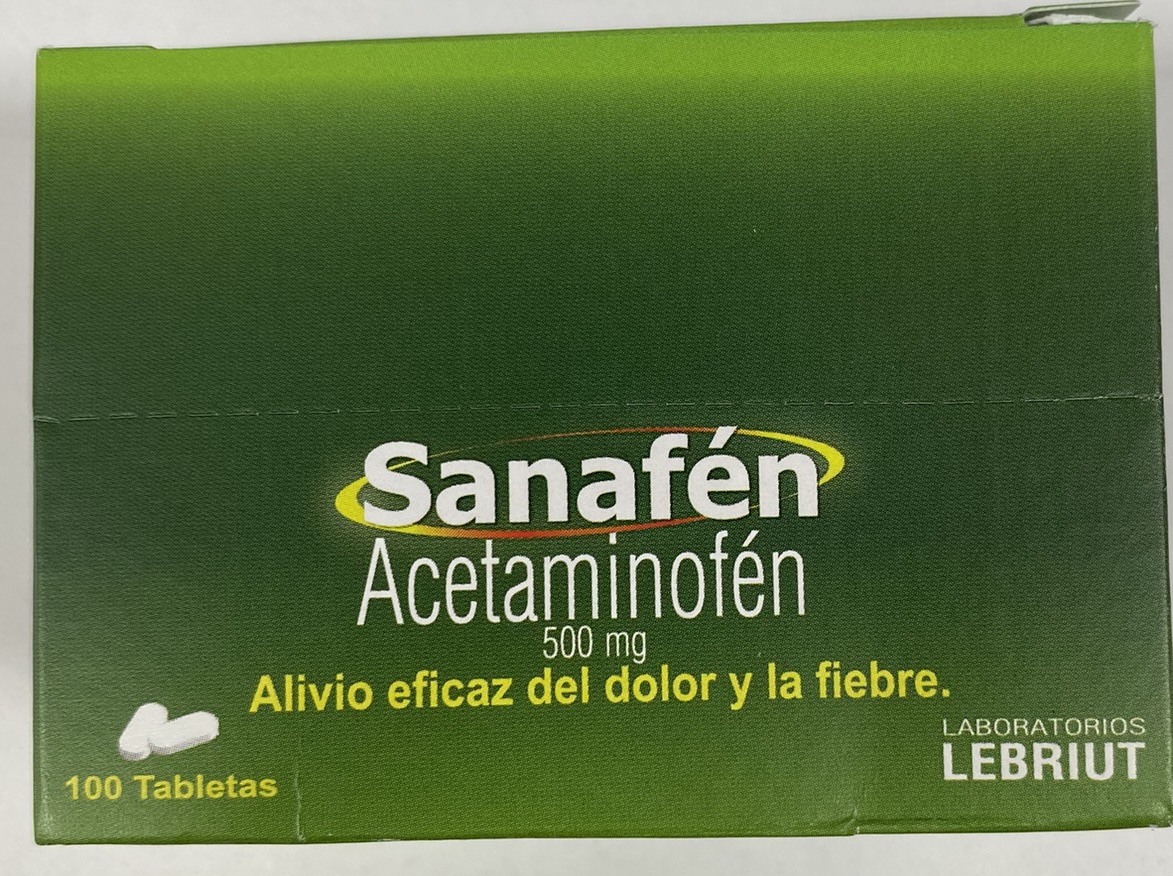 Sanafén
Acetaminofén
500 mg
Alivio eficaz del dolor y la fiebre.
100 Tabletas
LABORATORIOS
LEBRIUT